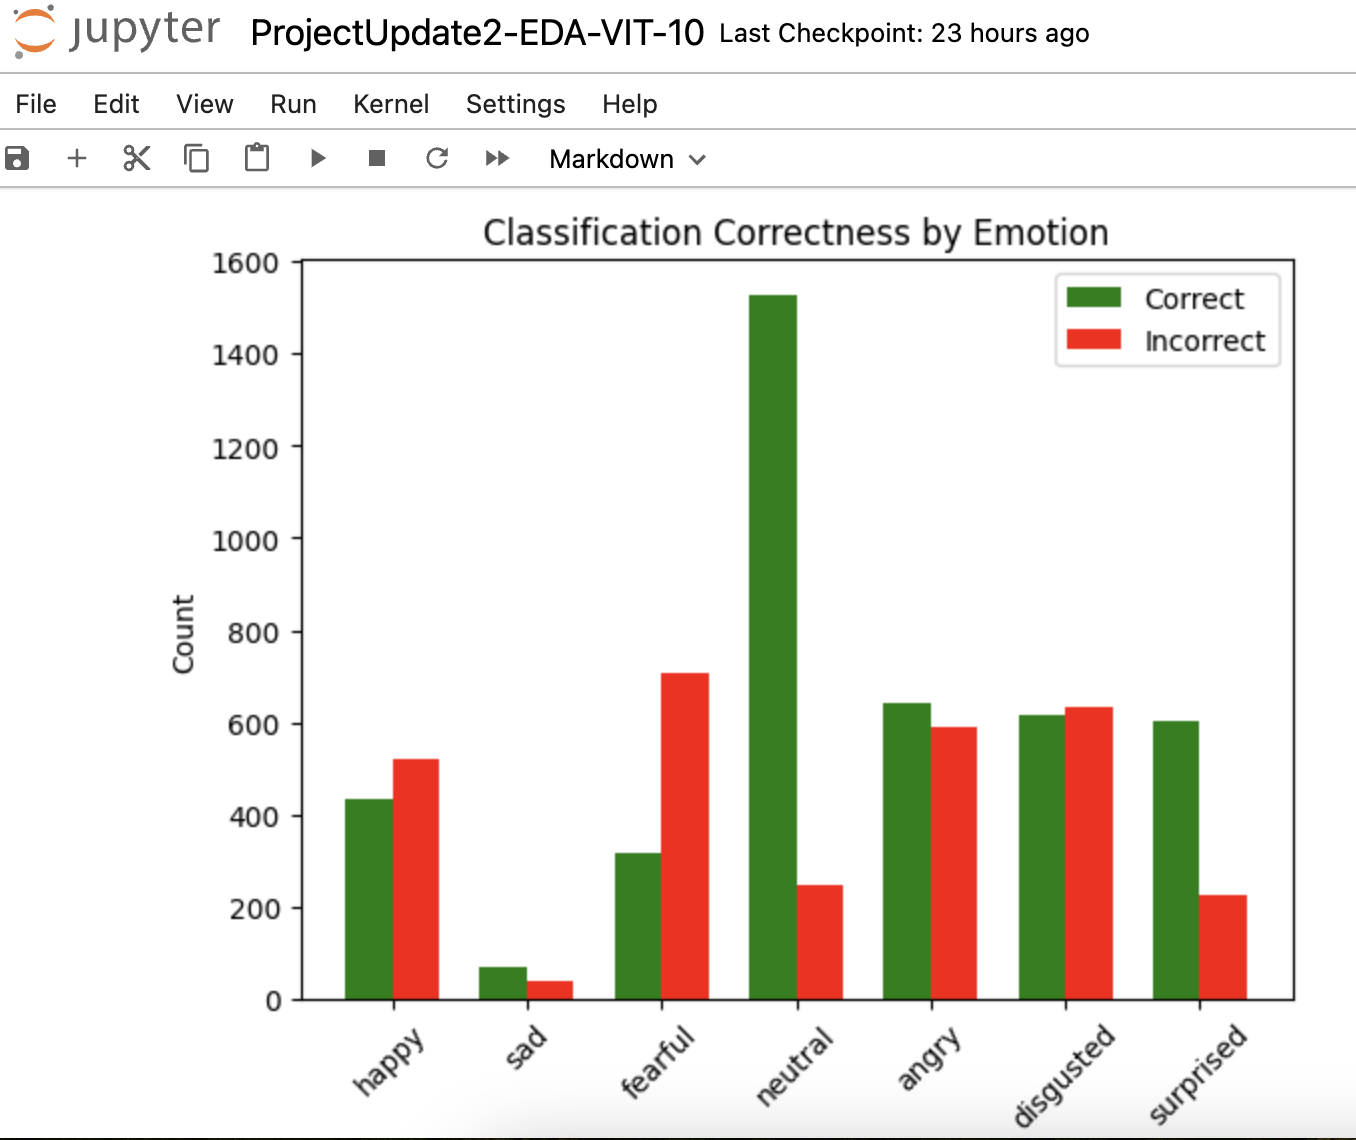 jupyter ProjectUpdate2-EDA-VIT-10 Last Checkpoint: 23 hours ago
File Edit View Run Kernel Settings Help
Markdown
Classification Correctness by Emotion
1600
1400
1200
1000
800
600
400
200
0
Count
Correct
Incorrect
happy
sad
fearful
neutral
angry
disgusted
surprised